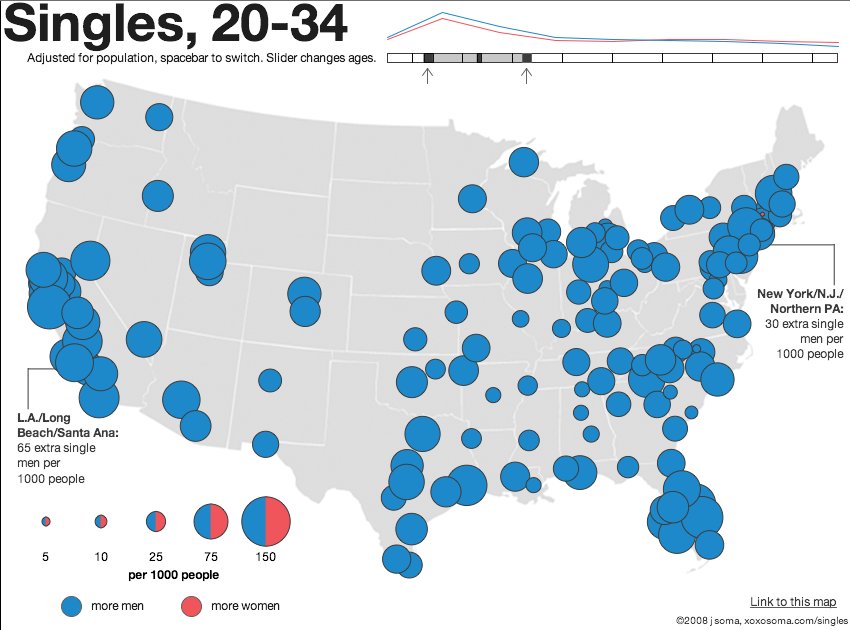 Singles, 20-34
Adjusted for population, spacebar to switch. Slider changes ages.
New York/N.J./
Northern PA:
30 extra single
men per
1000 people
L.A./Long
Beach/Santa Ana:
65 extra single
men per
1000 people
5 10 25 75 150
per 1000 people
more men more women
Link to this map
©2008 j soma, xoxosoma.com/singles